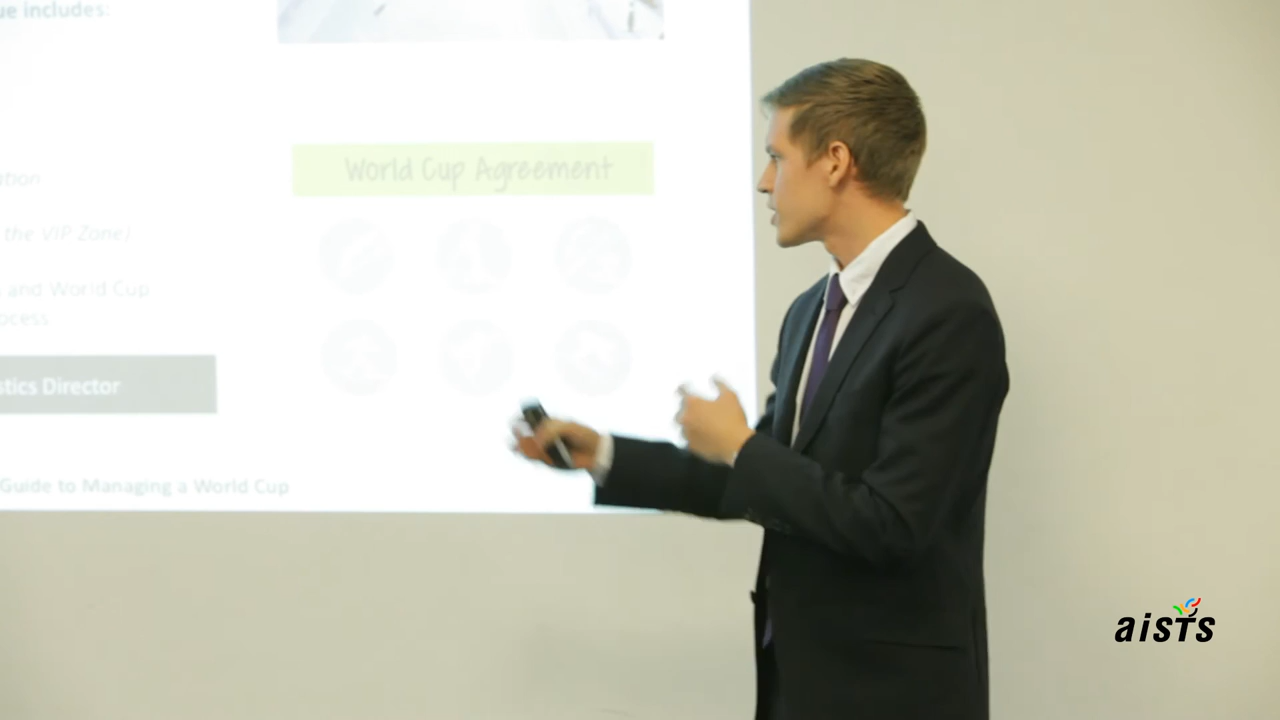 ue includes:
World Cup Agreement
ation
the VIP Zone)
and World Cup
ocess
stics Director
Guide to Managing a World Cup
aisTs